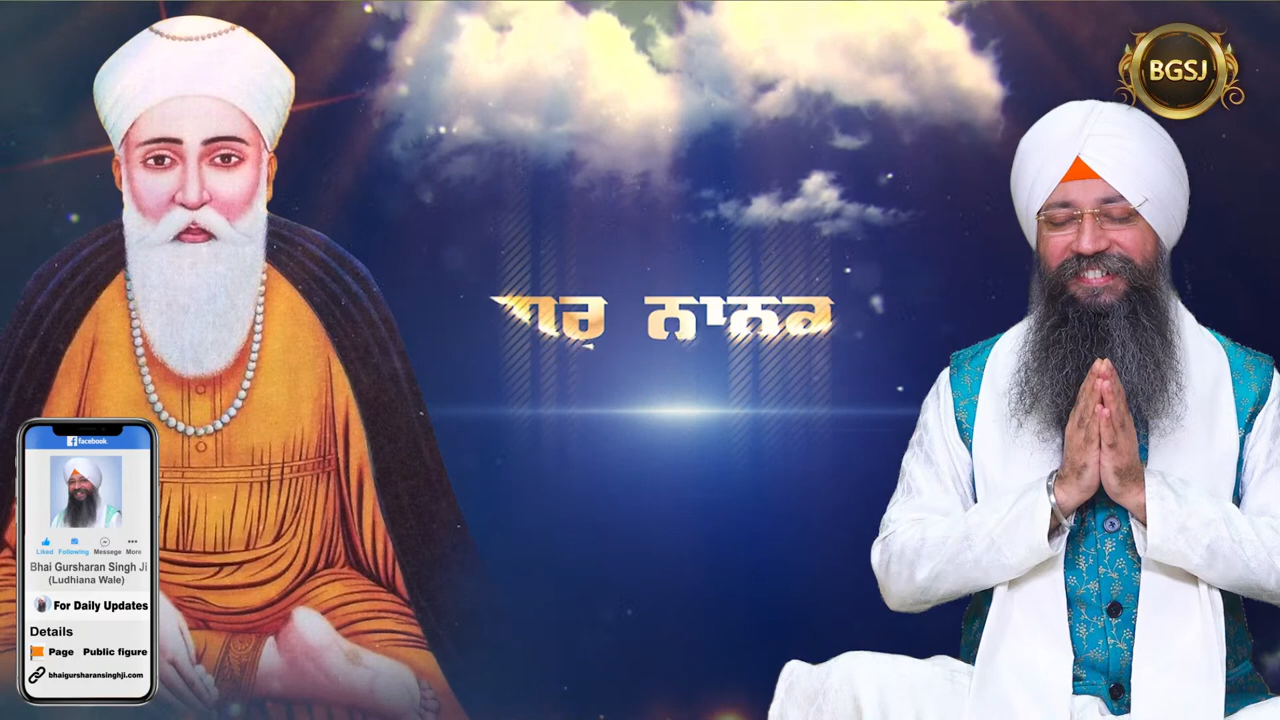 BGSJ
ਨਾਨਕ
facebook
Liked Following Messege More
Bhai Gursharan Singh Ji
(Ludhiana Wale)
For Daily Updates
Details
Page Public figure
bhaigursharansinghji.com